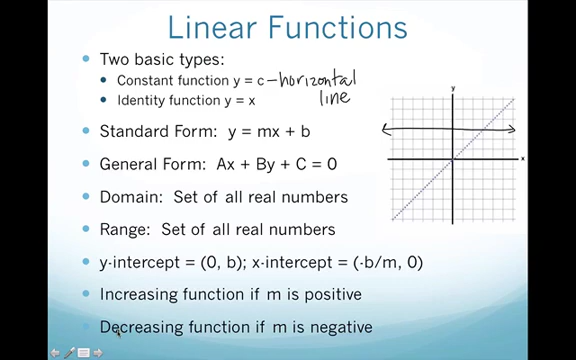 Linear Functions
Two basic types:
Constant function y = c – horizontal
Identity function y = x line
Standard Form: y = mx + b
General Form: Ax + By + C = 0
Domain: Set of all real numbers
Range: Set of all real numbers
y-intercept = (0, b); x-intercept = (-b/m, 0)
Increasing function if m is positive
Decreasing function if m is negative
y
x